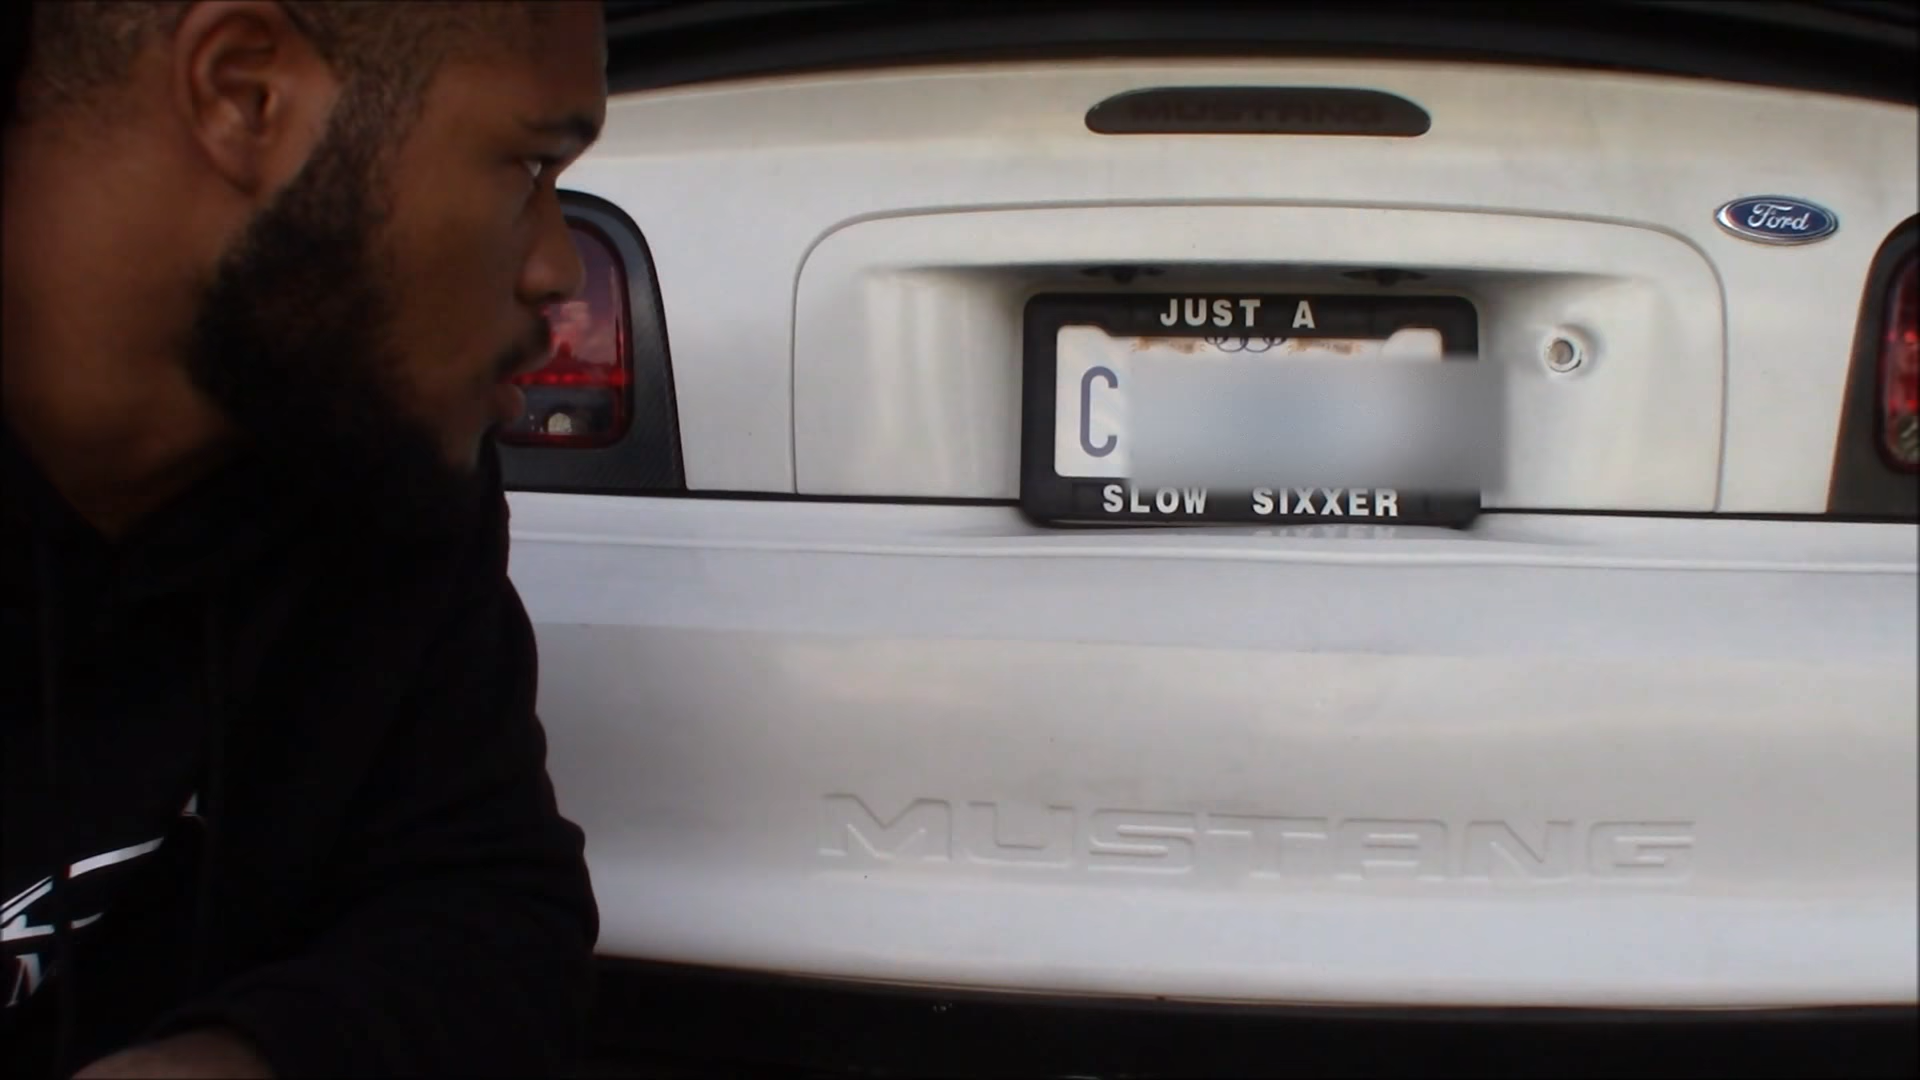 MUSTANG
Ford
JUST A
C
SLOW SIXXER
MUSTANG